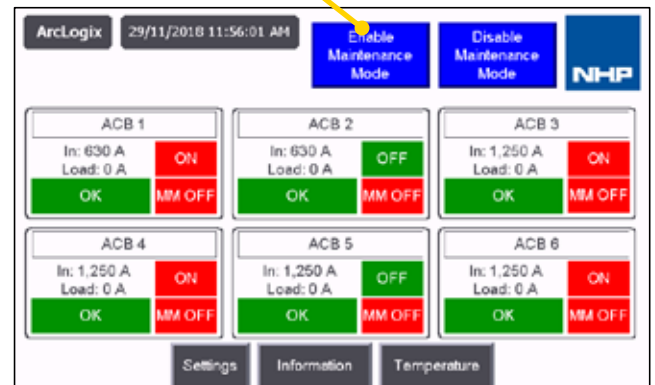 ArcLogix
29/11/2018 11:56:01 AM
Enable
Maintenance
Mode
Disable
Maintenance
Mode
NHP
ACB 1
In: 630 A
Load: 0 A
ON
OK
MM OFF
ACB 2
In: 630 A
Load: 0 A
OFF
OK
MM OFF
ACB 3
In: 1,250 A
Load: 0 A
ON
OK
MM OFF
ACB 4
In: 1,250 A
Load: 0 A
ON
OK
MM OFF
ACB 5
In: 1,250 A
Load: 0 A
OFF
OK
MM OFF
ACB 6
In: 1,250 A
Load: 0 A
ON
OK
MM OFF
Settings
Information
Temperature